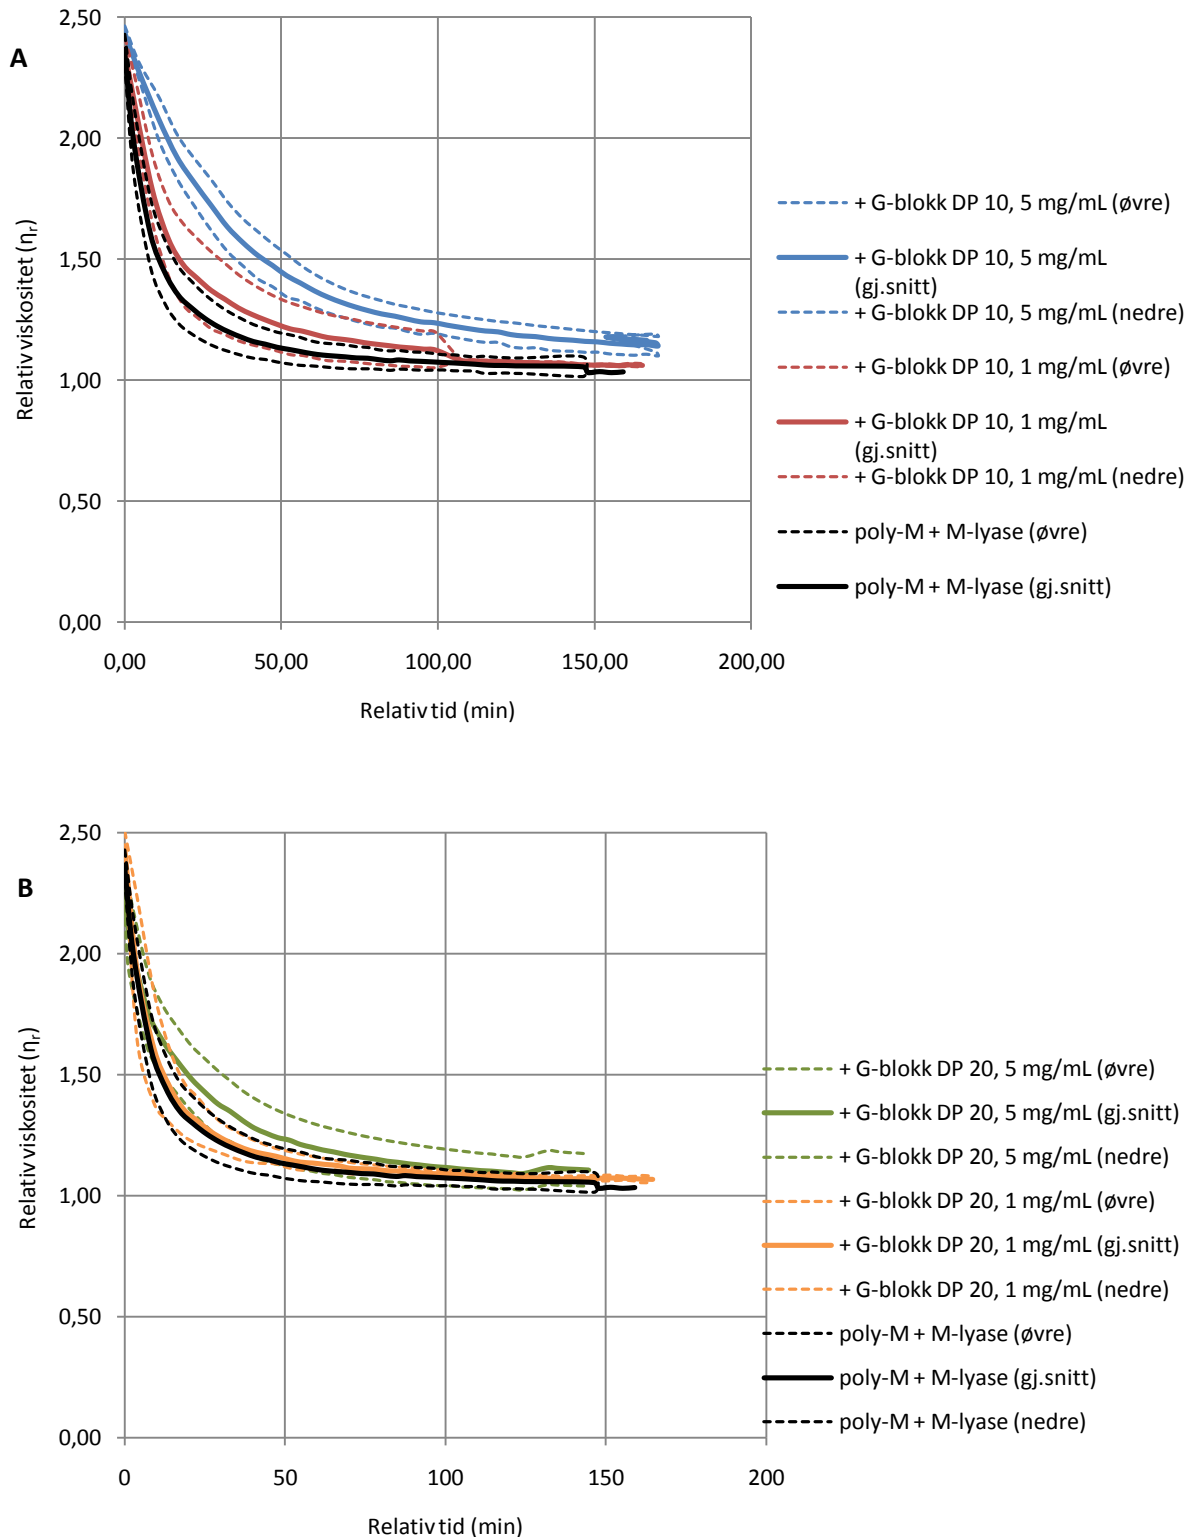 A
2,50
2,00
1,50
1,00
0,50
0,00
Relativ viskositet (ηr)
0,00 50,00 100,00 150,00 200,00
Relativ tid (min)
+ G-blokk DP 10, 5 mg/mL (øvre)
+ G-blokk DP 10, 5 mg/mL
(gj.snitt)
+ G-blokk DP 10, 5 mg/mL (nedre)
+ G-blokk DP 10, 1 mg/mL (øvre)
+ G-blokk DP 10, 1 mg/mL
(gj.snitt)
+ G-blokk DP 10, 1 mg/mL (nedre)
poly-M + M-lyase (øvre)
poly-M + M-lyase (gj.snitt)
B
2,50
2,00
1,50
1,00
0,50
0,00
Relativ viskositet (ηr)
0 50 100 150 200
Relativ tid (min)
+ G-blokk DP 20, 5 mg/mL (øvre)
+ G-blokk DP 20, 5 mg/mL (gj.snitt)
+ G-blokk DP 20, 5 mg/mL (nedre)
+ G-blokk DP 20, 1 mg/mL (øvre)
+ G-blokk DP 20, 1 mg/mL (gj.snitt)
+ G-blokk DP 20, 1 mg/mL (nedre)
poly-M + M-lyase (øvre)
poly-M + M-lyase (gj.snitt)
poly-M + M-lyase (nedre)